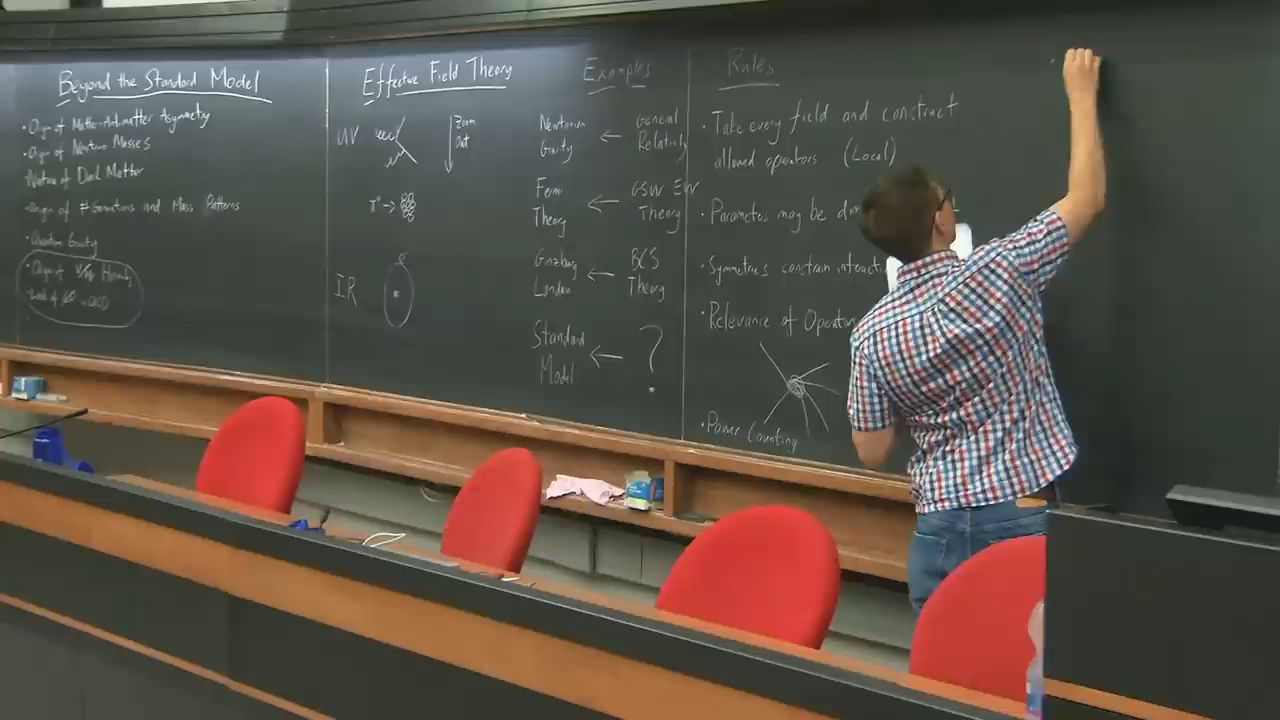 Beyond the Standard Model
· Origin of Matter-Antimatter Asymmetry
· Origin of Neutrino Masses
· Nature of Dark Matter
· Origin of # Generations and Mass Patterns
· Quantum Gravity
· Origin of Hierarchy
Effective Field Theory
UV
Zoom
Out
π° →
IR
Examples
Newtonian Gravity ← General Relativity
Fermi Theory ← GSW EW Theory
Ginzburg Landau ← BCS Theory
Standard Model ← ?
Rules
· Take every field and construct
allowed operators (Local)
· Parameters may be
· Symmetries constrain
· Relevance of
· Power Counting